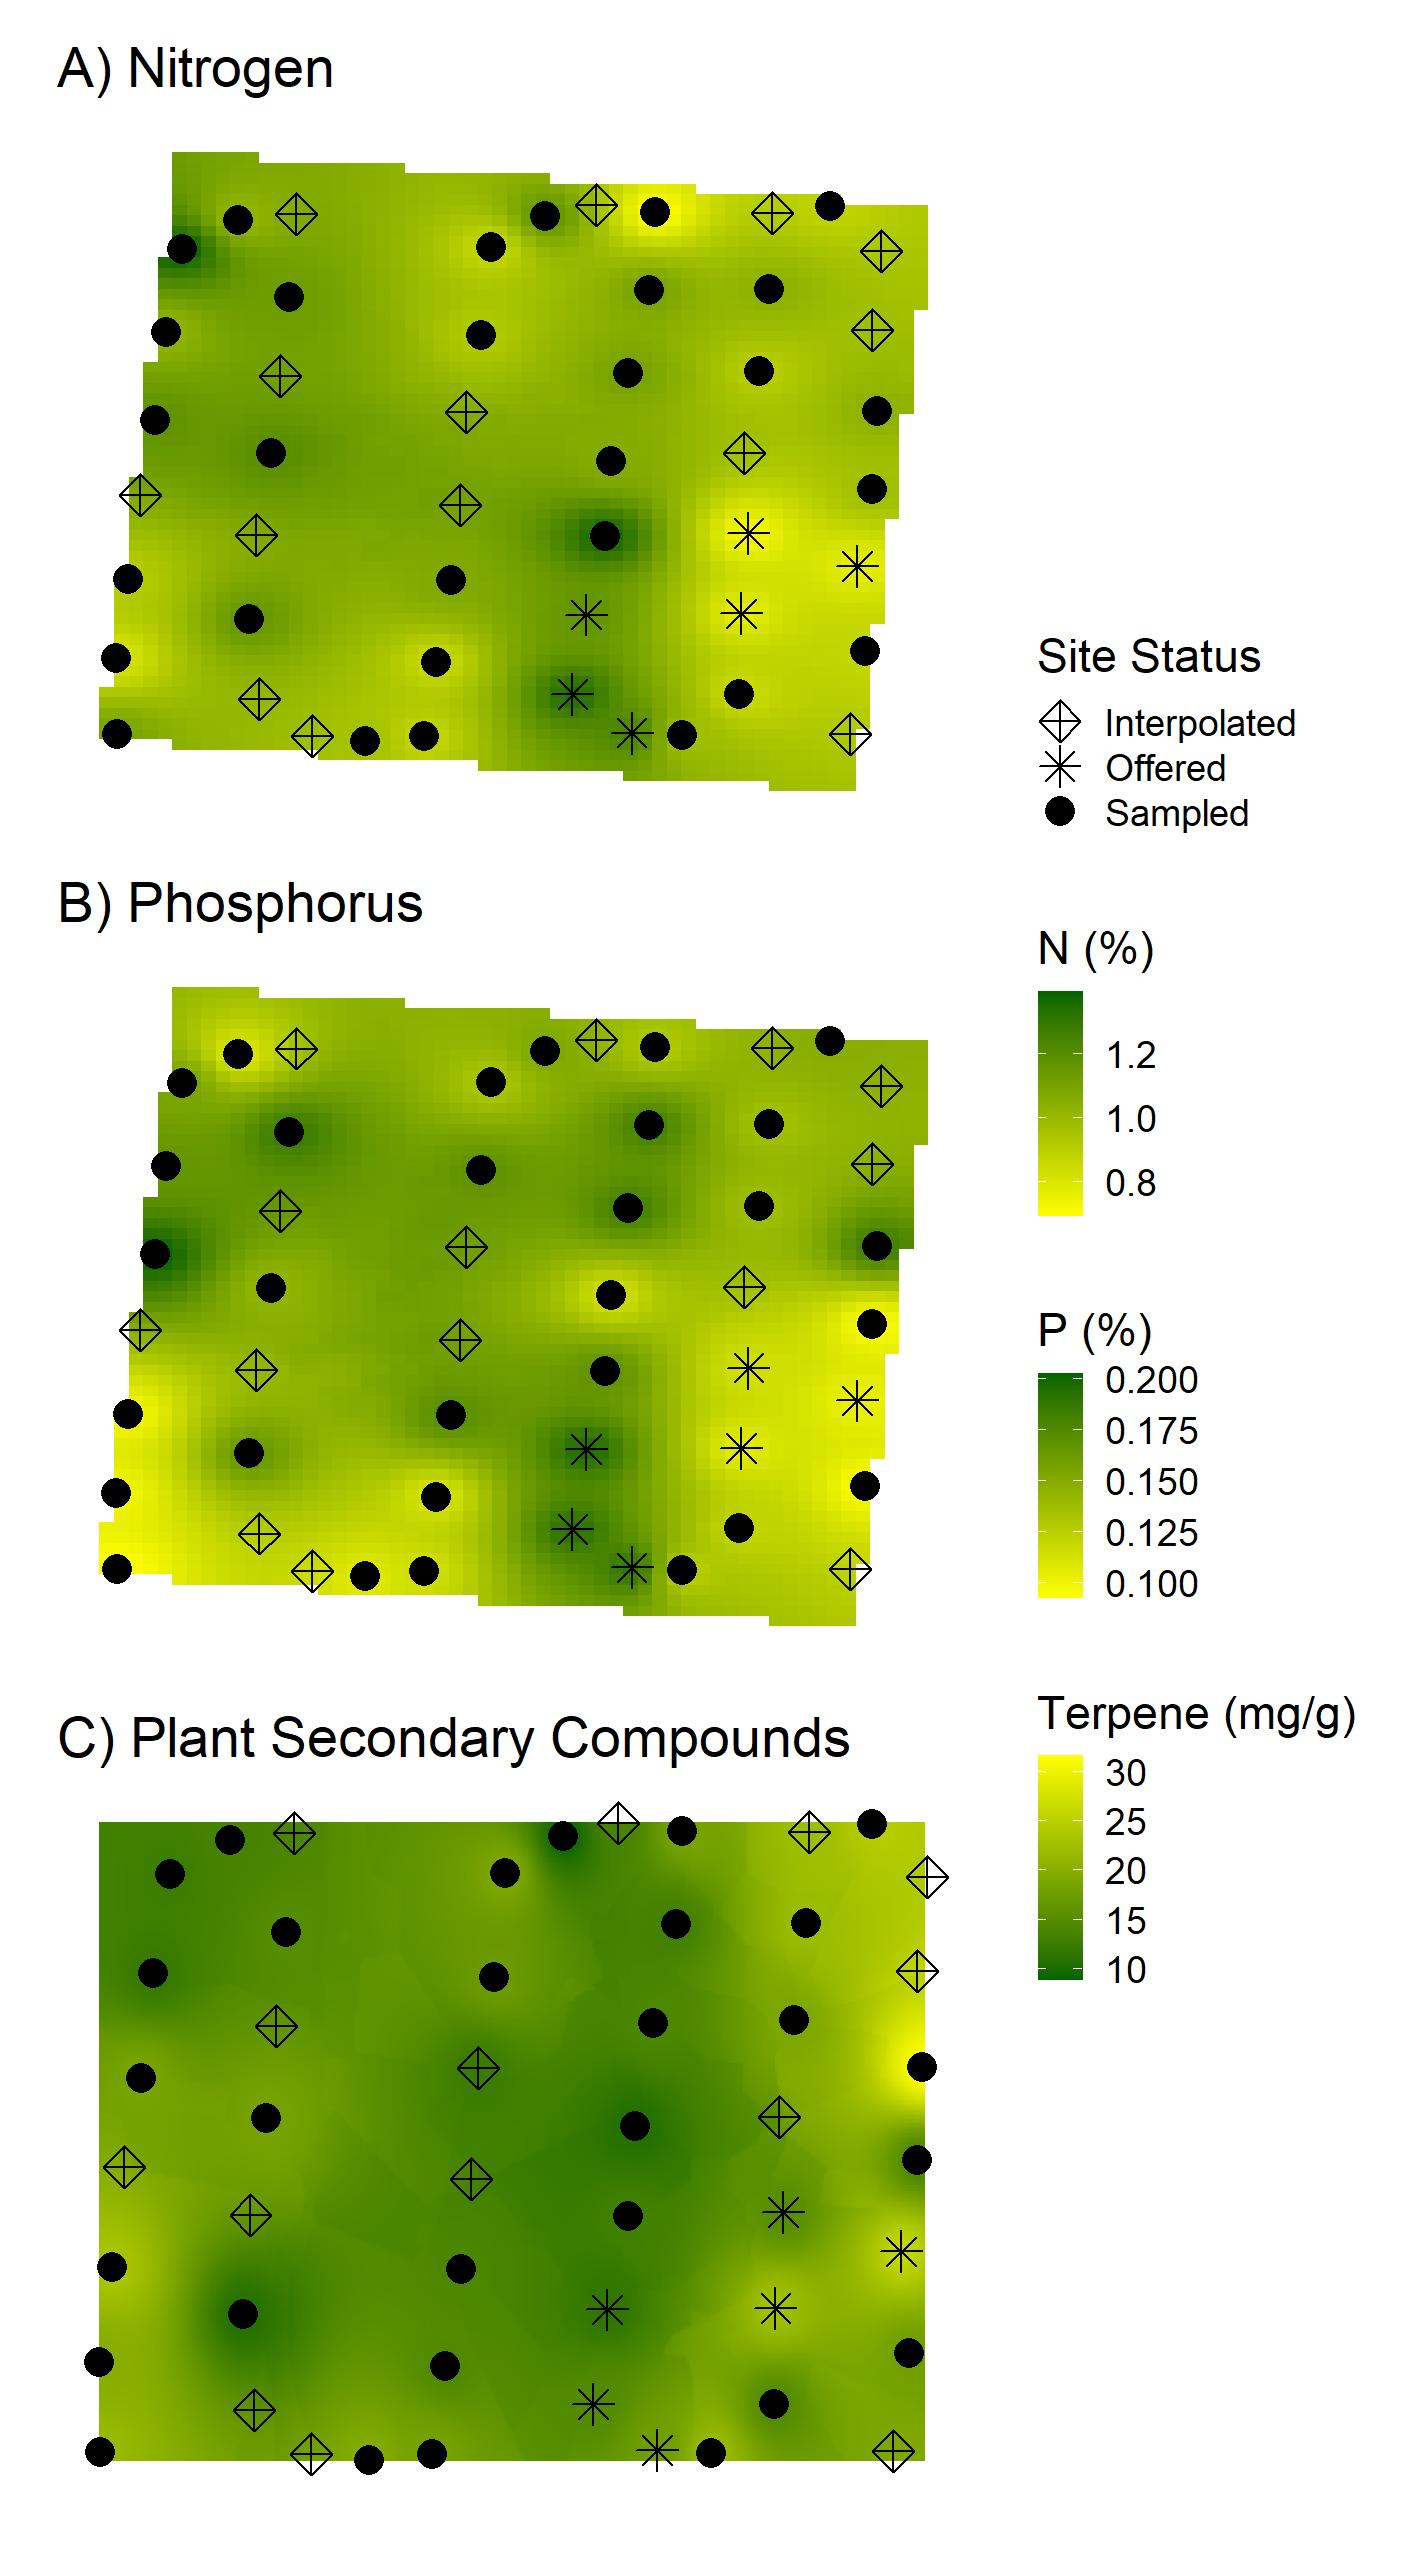 A) Nitrogen
Site Status
Interpolated
Offered
Sampled
B) Phosphorus
N (%)
1.2
1.0
0.8
P (%)
0.200
0.175
0.150
0.125
0.100
C) Plant Secondary Compounds
Terpene (mg/g)
30
25
20
15
10